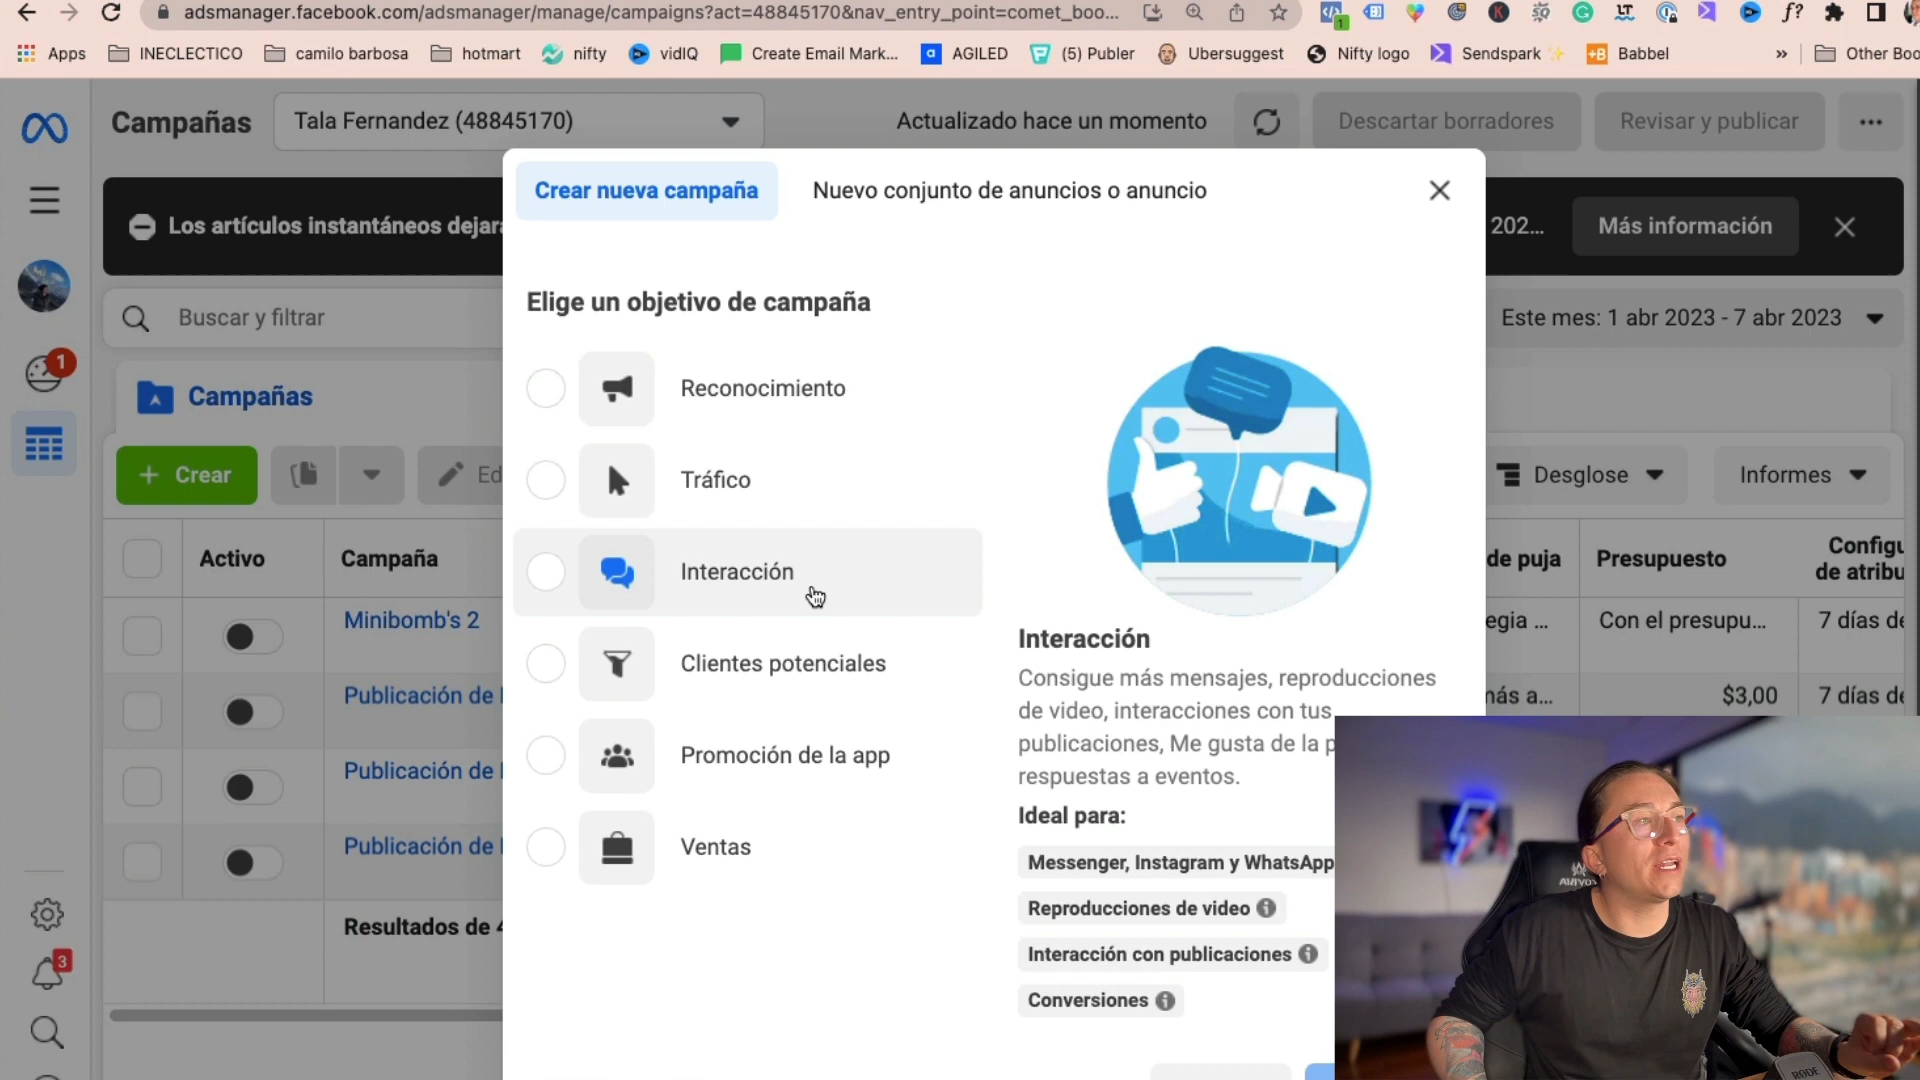 adsmanager.facebook.com/adsmanager/manage/campaigns?act=48845170&nav_entry_point=comet_boo...
Apps
INECLECTICO
camilo barbosa
hotmart
nifty
vidIQ
Create Email Mark...
AGILED
(5) Publer
Ubersuggest
Nifty logo
Sendspark
Babbel
»
Other Boo
Campañas
Tala Fernandez (48845170)
Actualizado hace un momento
Descartar borradores
Revisar y publicar
Crear nueva campaña
Nuevo conjunto de anuncios o anuncio
Los artículos instantáneos dejar
202...
Más información
Buscar y filtrar
Este mes: 1 abr 2023 - 7 abr 2023
Elige un objetivo de campaña
1
Campañas
Reconocimiento
Tráfico
Interacción
Clientes potenciales
Promoción de la app
Ventas
+ Crear
Ed
Desglose
Informes
Activo
Campaña
de puja
Presupuesto
Configu
de atribu
Minibomb's 2
egia ...
Con el presupu...
7 días de
Publicación de
más a...
$3,00
7 días de
Publicación de
Publicación de
Resultados de 4
3
Interacción
Consigue más mensajes, reproducciones
de video, interacciones con tus
publicaciones, Me gusta de la p
respuestas a eventos.
Ideal para:
Messenger, Instagram y WhatsApp
Reproducciones de video
Interacción con publicaciones
Conversiones
RODE